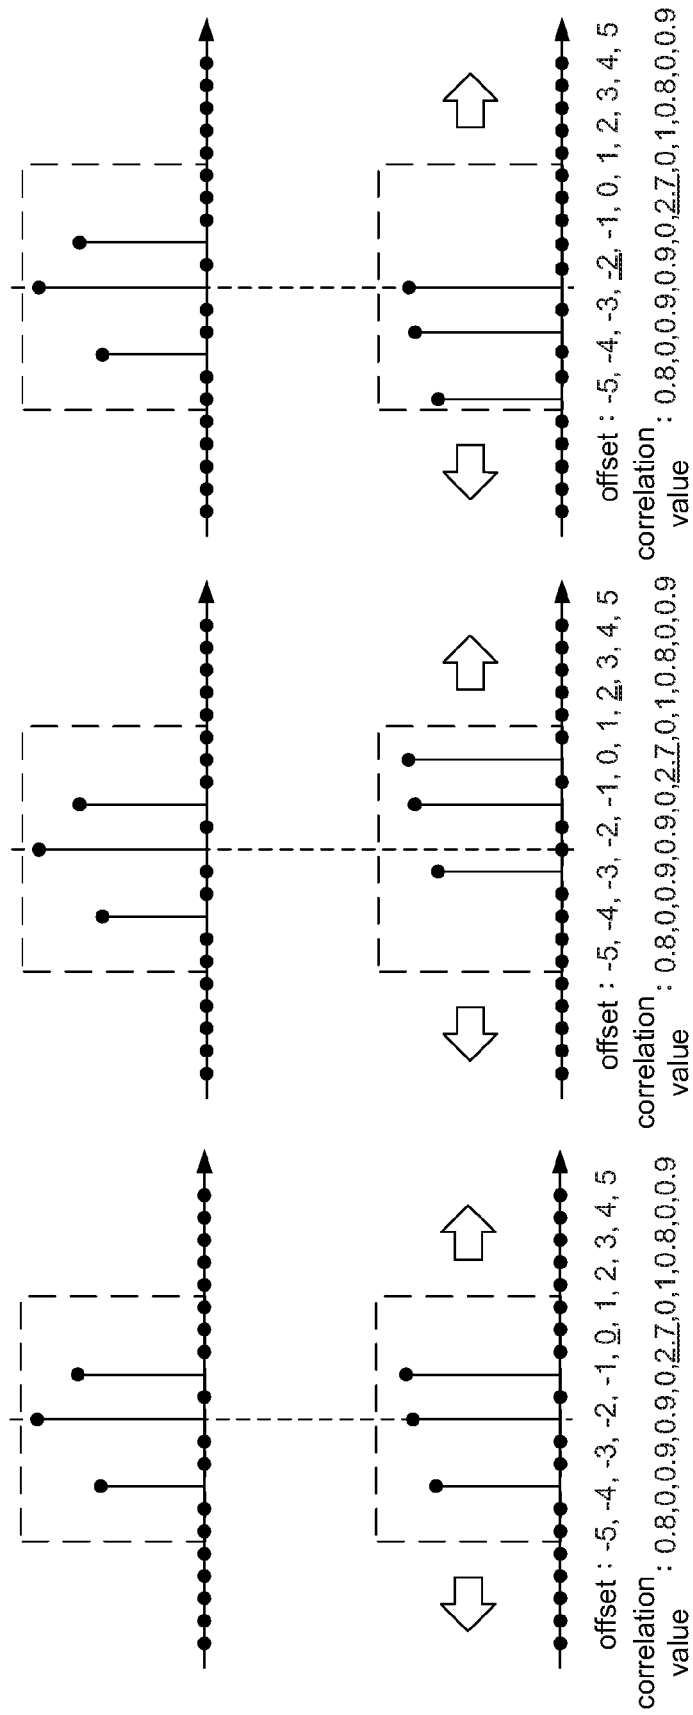 offset : -5, -4, -3, -2, -1, 0, 1, 2, 3, 4, 5
correlation
value : 0.8,0,0.9,0.9,0,2.7,0,1,0.8,0,0.9
offset : -5, -4, -3, -2, -1, 0, 1, 2, 3, 4, 5
correlation
value : 0.8,0,0.9,0.9,0,2.7,0,1,0.8,0,0.9
offset : -5, -4, -3, -2, -1, 0, 1, 2, 3, 4, 5
correlation
value : 0.8,0,0.9,0.9,0,2.7,0,1,0.8,0,0.9